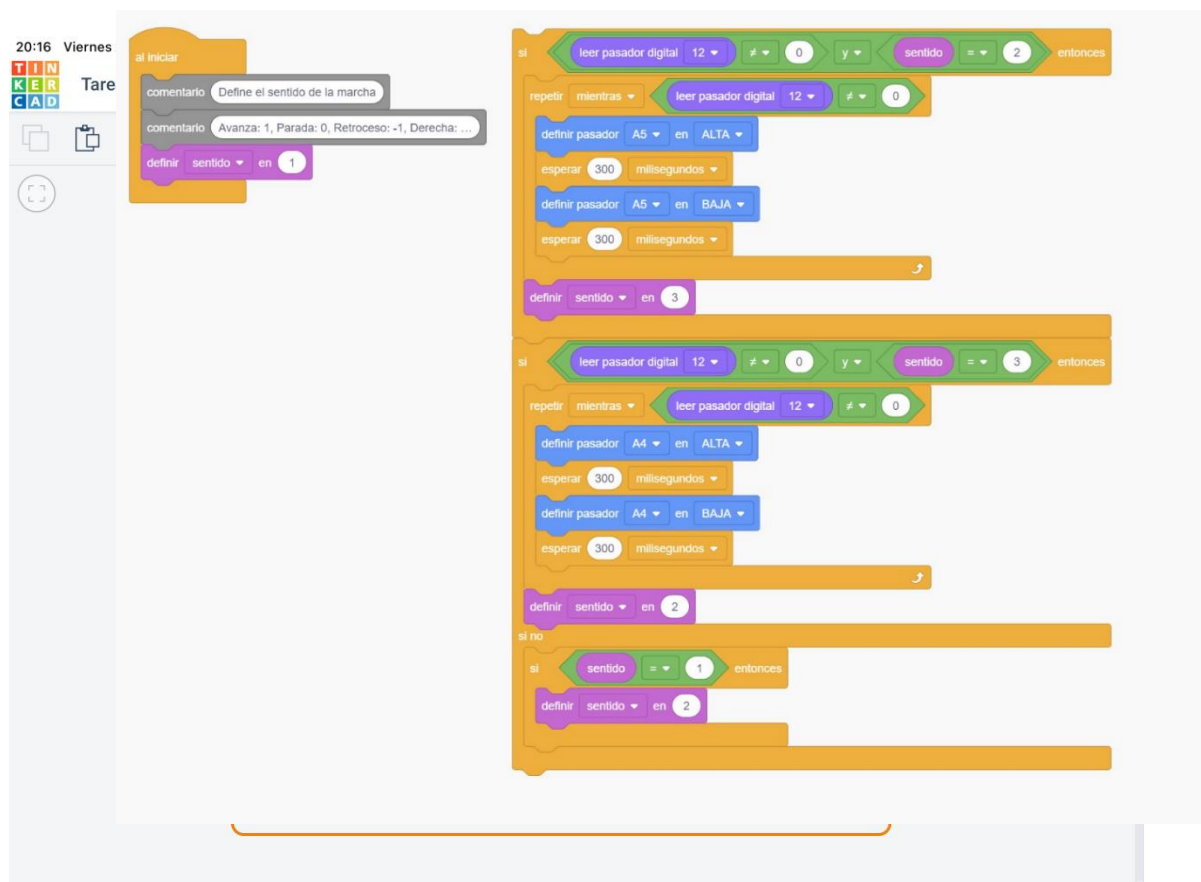 20:16 Viernes
TINKERCAD
Tare
al iniciar
comentario Define el sentido de la marcha
comentario Avanza: 1, Parada: 0, Retroceso: -1, Derecha: ...
definir sentido en 1
si leer pasador digital 12 ≠ 0 y sentido = 2 entonces
repetir mientras leer pasador digital 12 ≠ 0
definir pasador A5 en ALTA
esperar 300 milisegundos
definir pasador A5 en BAJA
esperar 300 milisegundos
definir sentido en 3
si leer pasador digital 12 ≠ 0 y sentido = 3 entonces
repetir mientras leer pasador digital 12 ≠ 0
definir pasador A4 en ALTA
esperar 300 milisegundos
definir pasador A4 en BAJA
esperar 300 milisegundos
definir sentido en 2
si no
si sentido = 1 entonces
definir sentido en 2